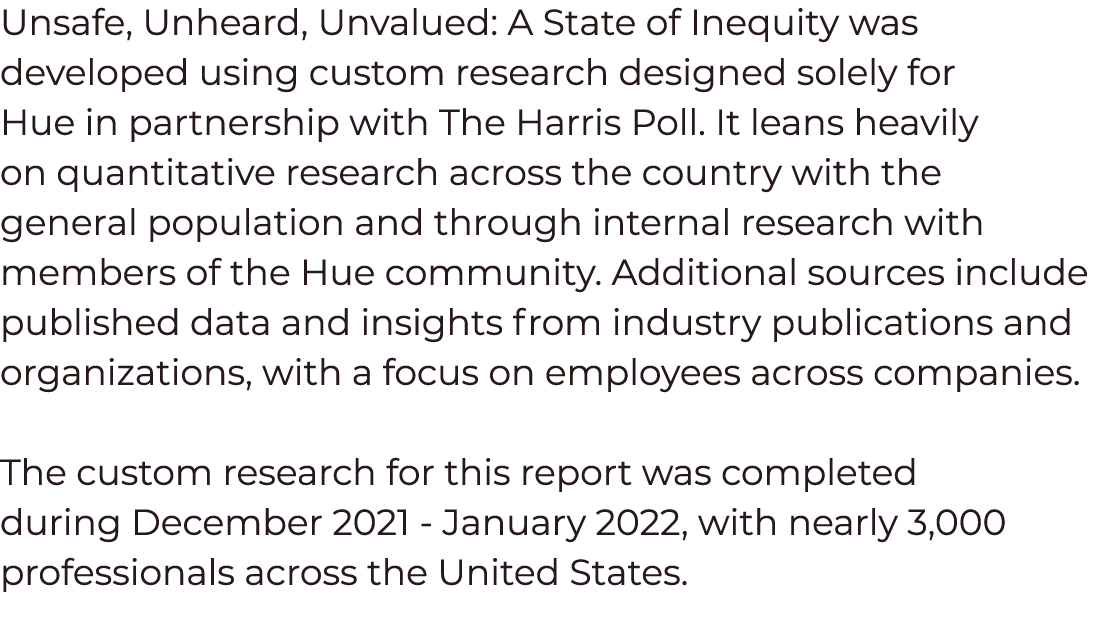 Unsafe, Unheard, Unvalued: A State of Inequity was
developed using custom research designed solely for
Hue in partnership with The Harris Poll. It leans heavily
on quantitative research across the country with the
general population and through internal research with
members of the Hue community. Additional sources include
published data and insights from industry publications and
organizations, with a focus on employees across companies.

The custom research for this report was completed
during December 2021 - January 2022, with nearly 3,000
professionals across the United States.